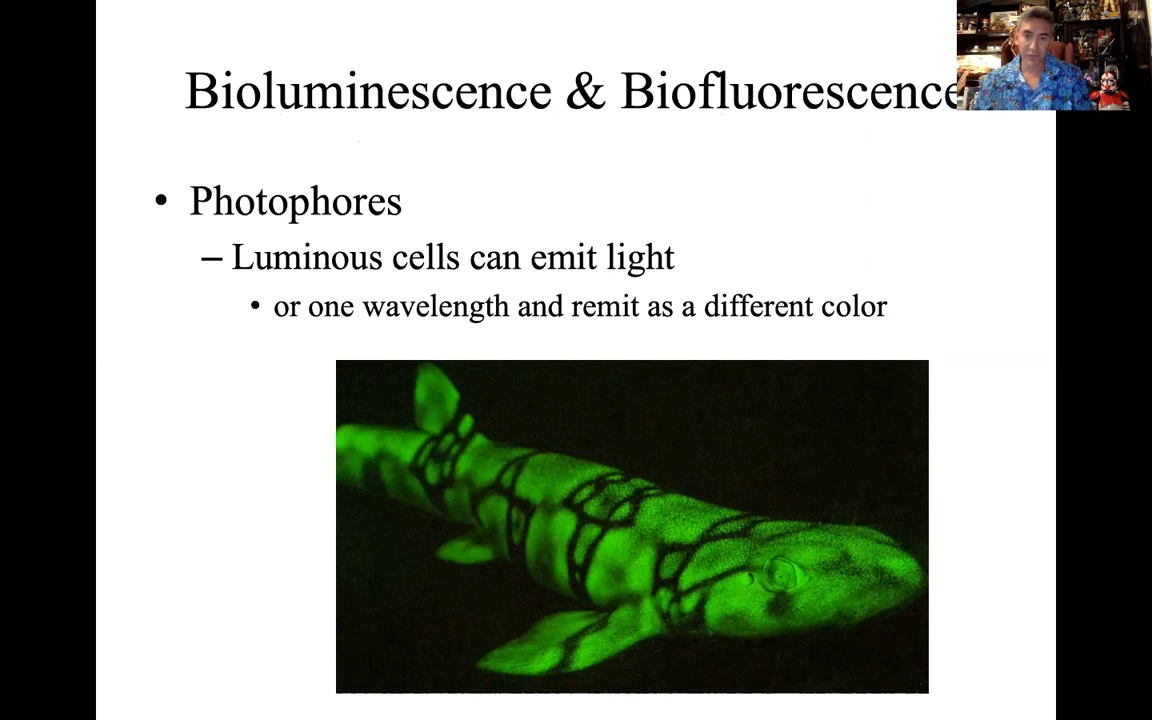 Bioluminescence & Biofluorescence
• Photophores
– Luminous cells can emit light
• or one wavelength and remit as a different color